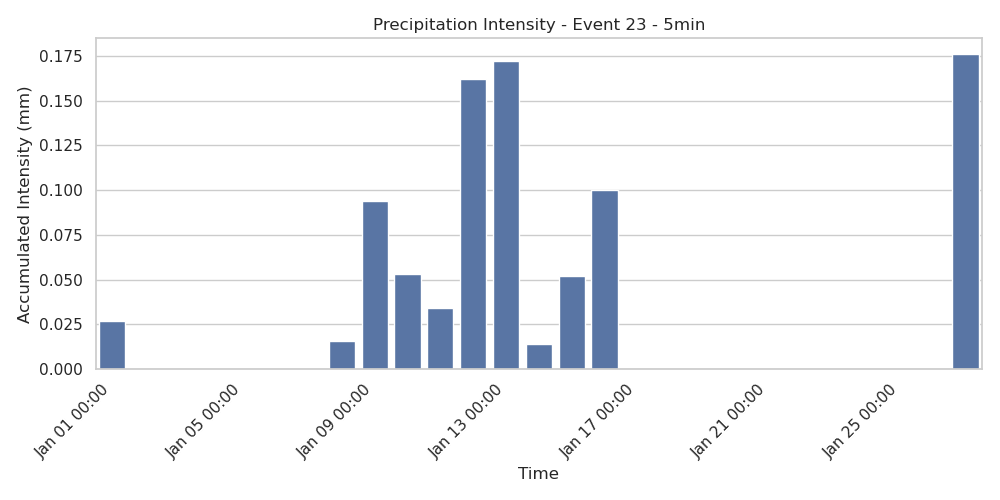 Precipitation Intensity - Event 23 - 5min
Accumulated Intensity (mm)
0.175
0.150
0.125
0.100
0.075
0.050
0.025
0.000
Jan 01 00:00
Jan 05 00:00
Jan 09 00:00
Jan 13 00:00
Jan 17 00:00
Jan 21 00:00
Jan 25 00:00
Time